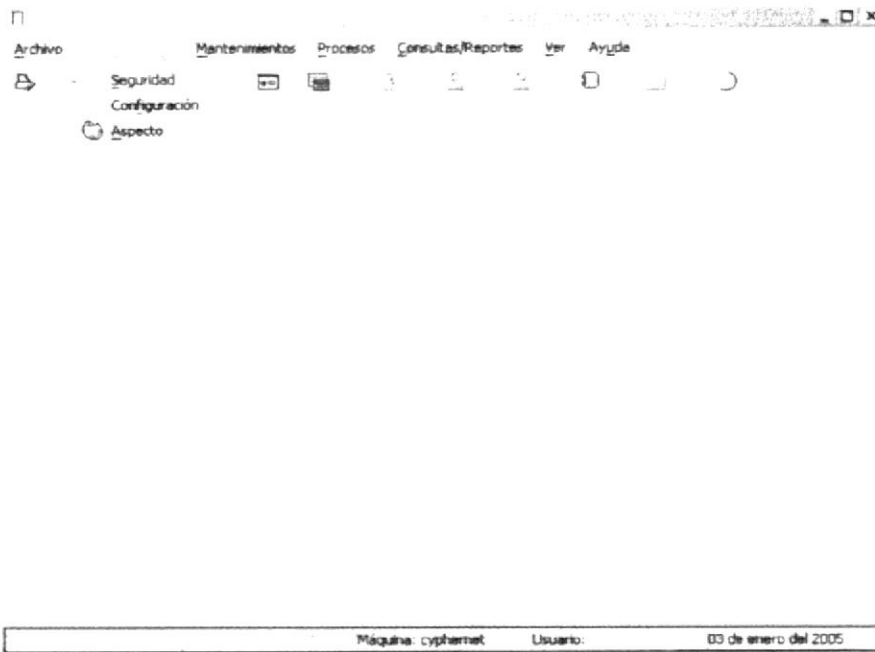 Archivo Mantenimientos Procesos Consultas/Reportes Ver Ayuda
Seguridad
Configuración
Aspecto
Máquina: cyphernet Usuario: 03 de enero del 2005